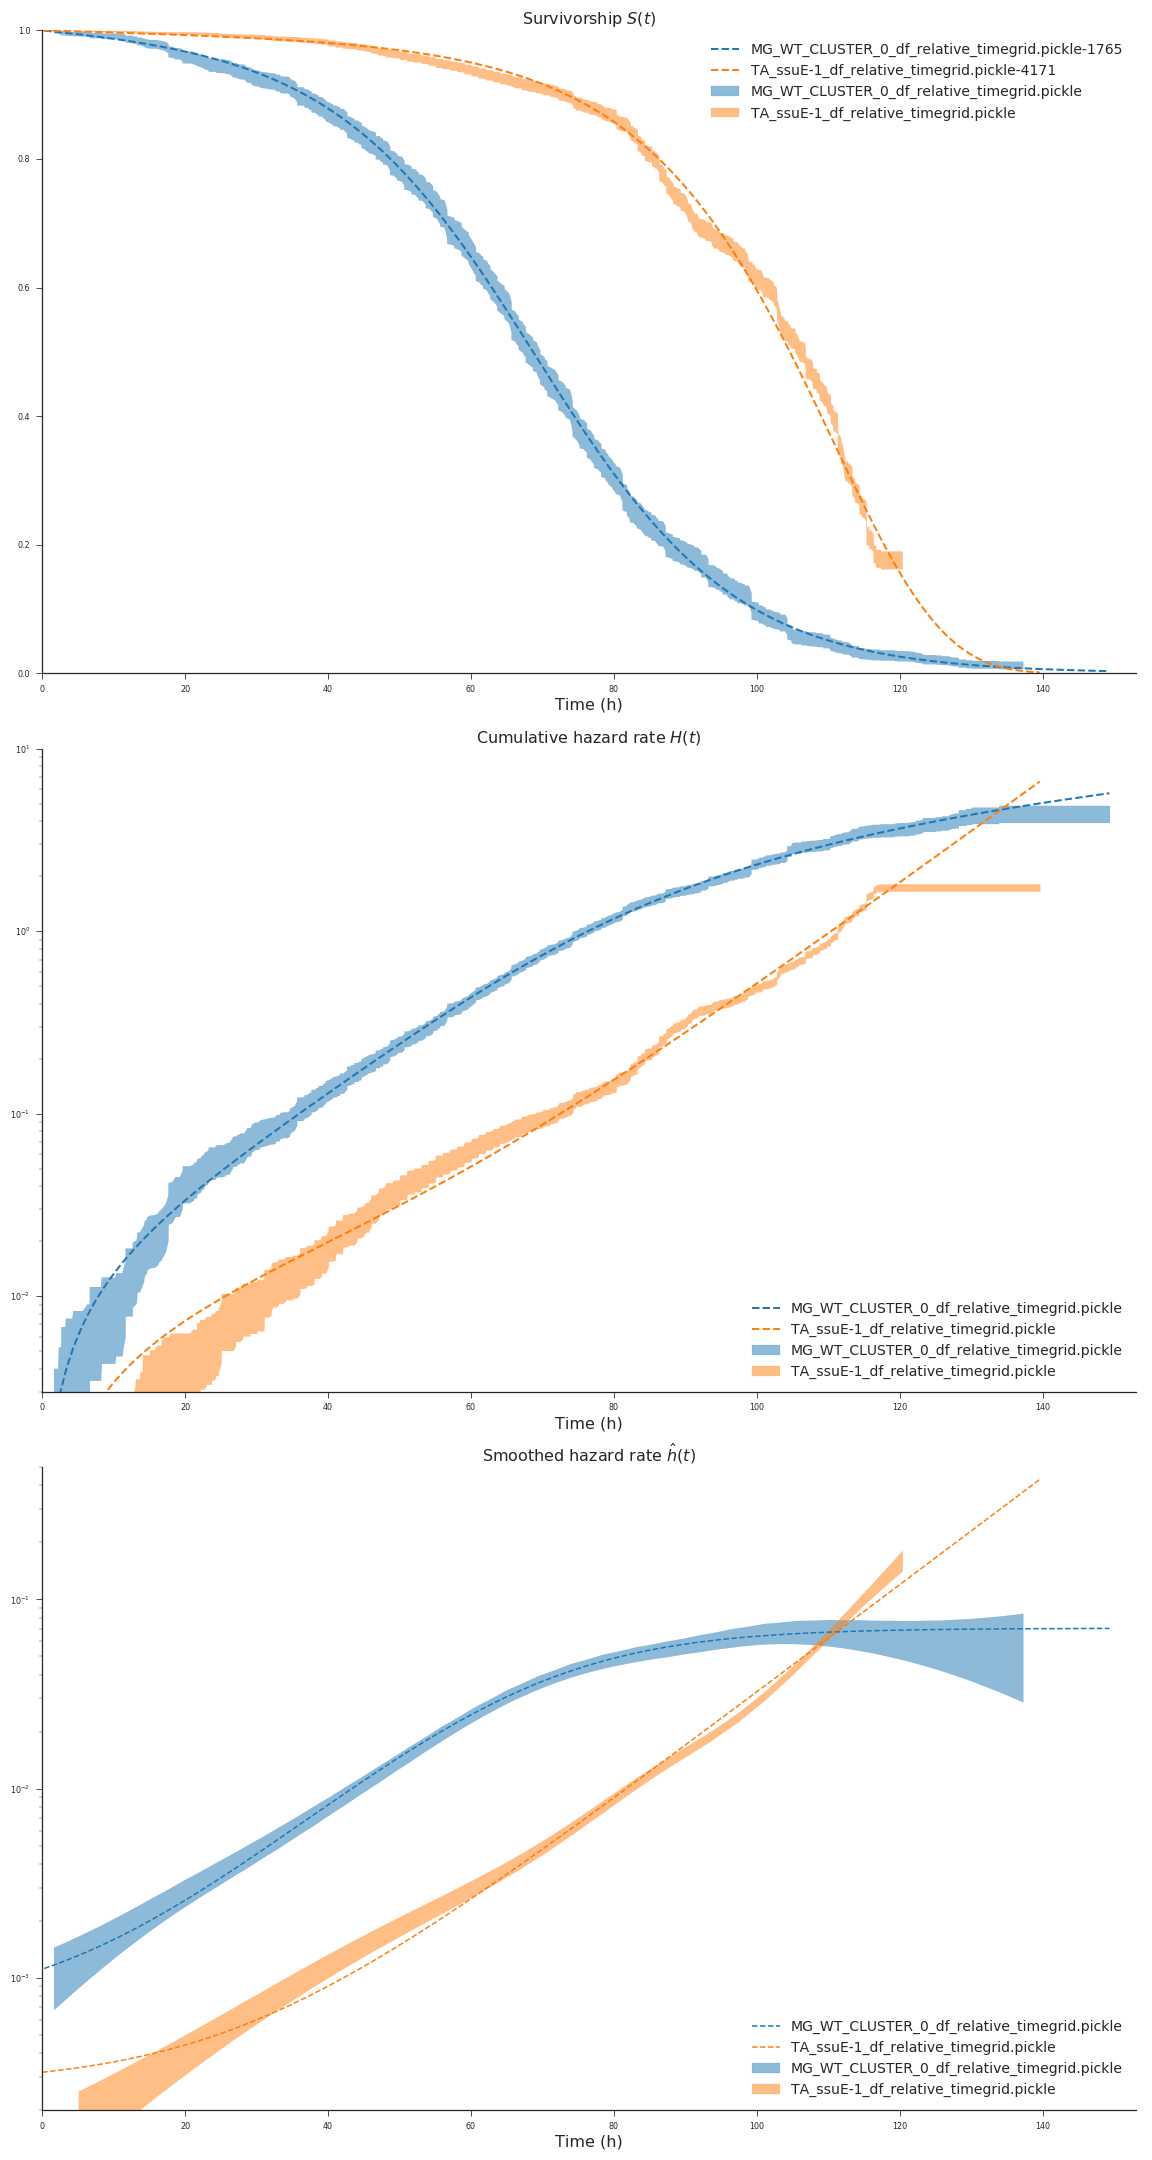 Survivorship S(t)
1.0
0.8
0.6
0.4
0.2
0.0
MG_WT_CLUSTER_0_df_relative_timegrid.pickle-1765
TA_ssuE-1_df_relative_timegrid.pickle-4171
MG_WT_CLUSTER_0_df_relative_timegrid.pickle
TA_ssuE-1_df_relative_timegrid.pickle
0 20 40 60 80 100 120 140
Time (h)
Cumulative hazard rate H(t)
10¹
10⁰
10⁻¹
10⁻²
MG_WT_CLUSTER_0_df_relative_timegrid.pickle
TA_ssuE-1_df_relative_timegrid.pickle
MG_WT_CLUSTER_0_df_relative_timegrid.pickle
TA_ssuE-1_df_relative_timegrid.pickle
0 20 40 60 80 100 120 140
Time (h)
Smoothed hazard rate ĥ(t)
10⁻¹
10⁻²
10⁻³
MG_WT_CLUSTER_0_df_relative_timegrid.pickle
TA_ssuE-1_df_relative_timegrid.pickle
MG_WT_CLUSTER_0_df_relative_timegrid.pickle
TA_ssuE-1_df_relative_timegrid.pickle
0 20 40 60 80 100 120 140
Time (h)